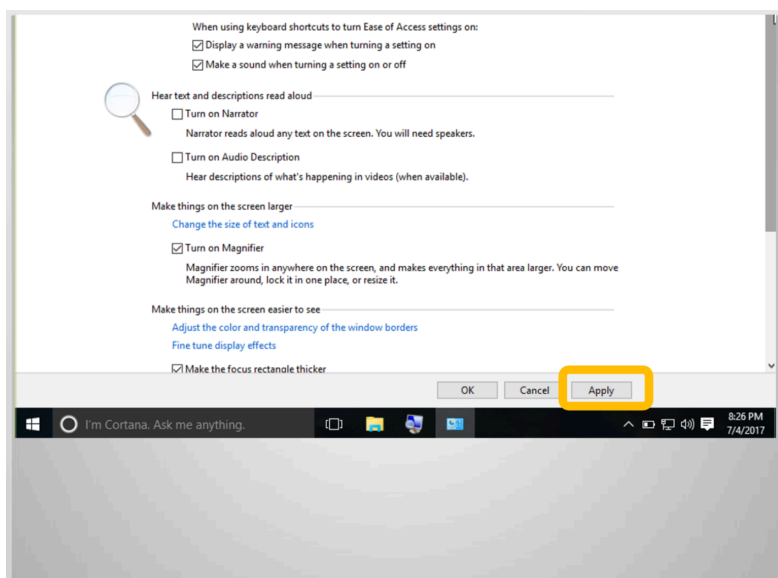 When using keyboard shortcuts to turn Ease of Access settings on:
Display a warning message when turning a setting on
Make a sound when turning a setting on or off
Hear text and descriptions read aloud
Turn on Narrator
Narrator reads aloud any text on the screen. You will need speakers.
Turn on Audio Description
Hear descriptions of what's happening in videos (when available).
Make things on the screen larger
Change the size of text and icons
Turn on Magnifier
Magnifier zooms in anywhere on the screen, and makes everything in that area larger. You can move
Magnifier around, lock it in one place, or resize it.
Make things on the screen easier to see
Adjust the color and transparency of the window borders
Fine tune display effects
Make the focus rectangle thicker
OK Cancel Apply
I'm Cortana. Ask me anything.
8:26 PM
7/4/2017